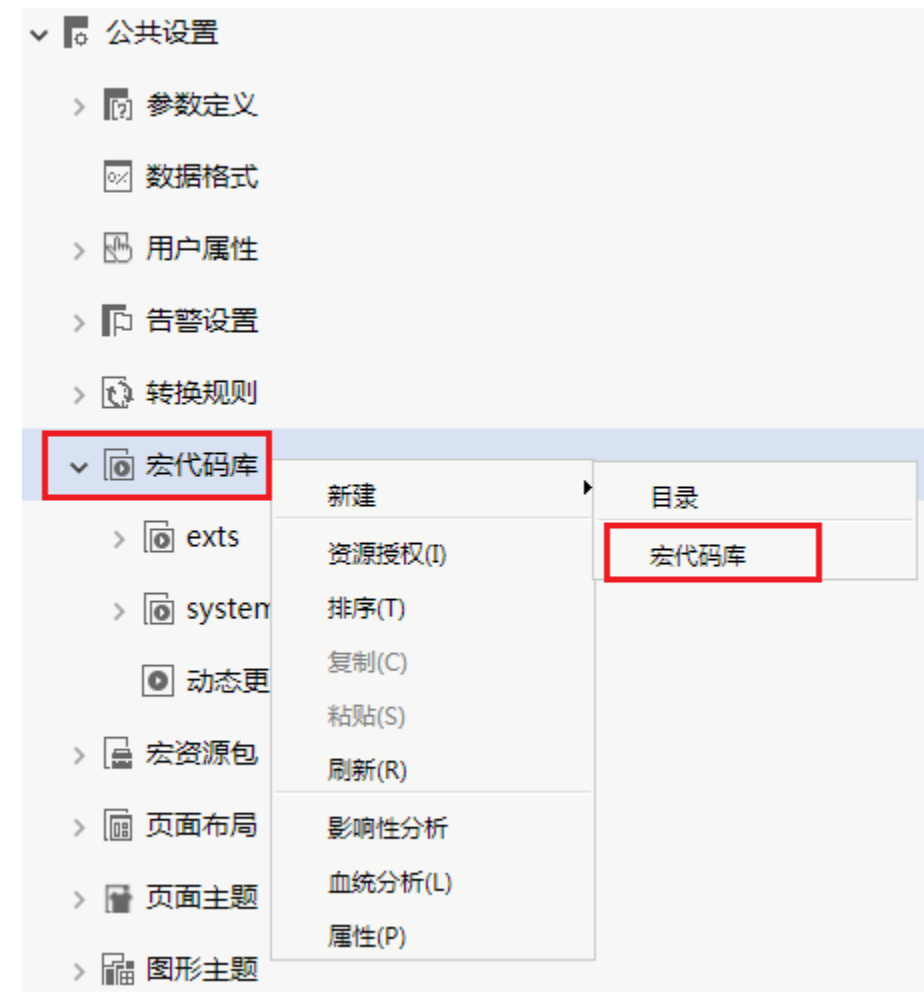 公共设置
参数定义
数据格式
用户属性
告警设置
转换规则
宏代码库
exts
system
动态更
宏资源包
页面布局
页面主题
图形主题
新建
资源授权(I)
排序(T)
复制(C)
粘贴(S)
刷新(R)
影响性分析
血统分析(L)
属性(P)
目录
宏代码库